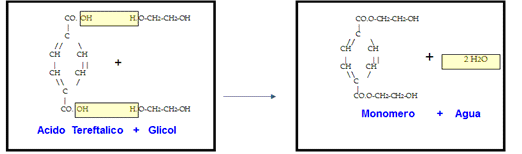 CO. OH H. O-CH2-CH2-OH
C
// \
CH CH
| ||
CH CH
\\ /
C
CO. OH H. O-CH2-CH2-OH
+
Acido Tereftalico + Glicol
CO.O-CH2-CH2-OH
C
// \
CH CH
| ||
CH CH
\\ /
C
CO.O-CH2-CH2-OH
+
2 H2O
Monomero + Agua